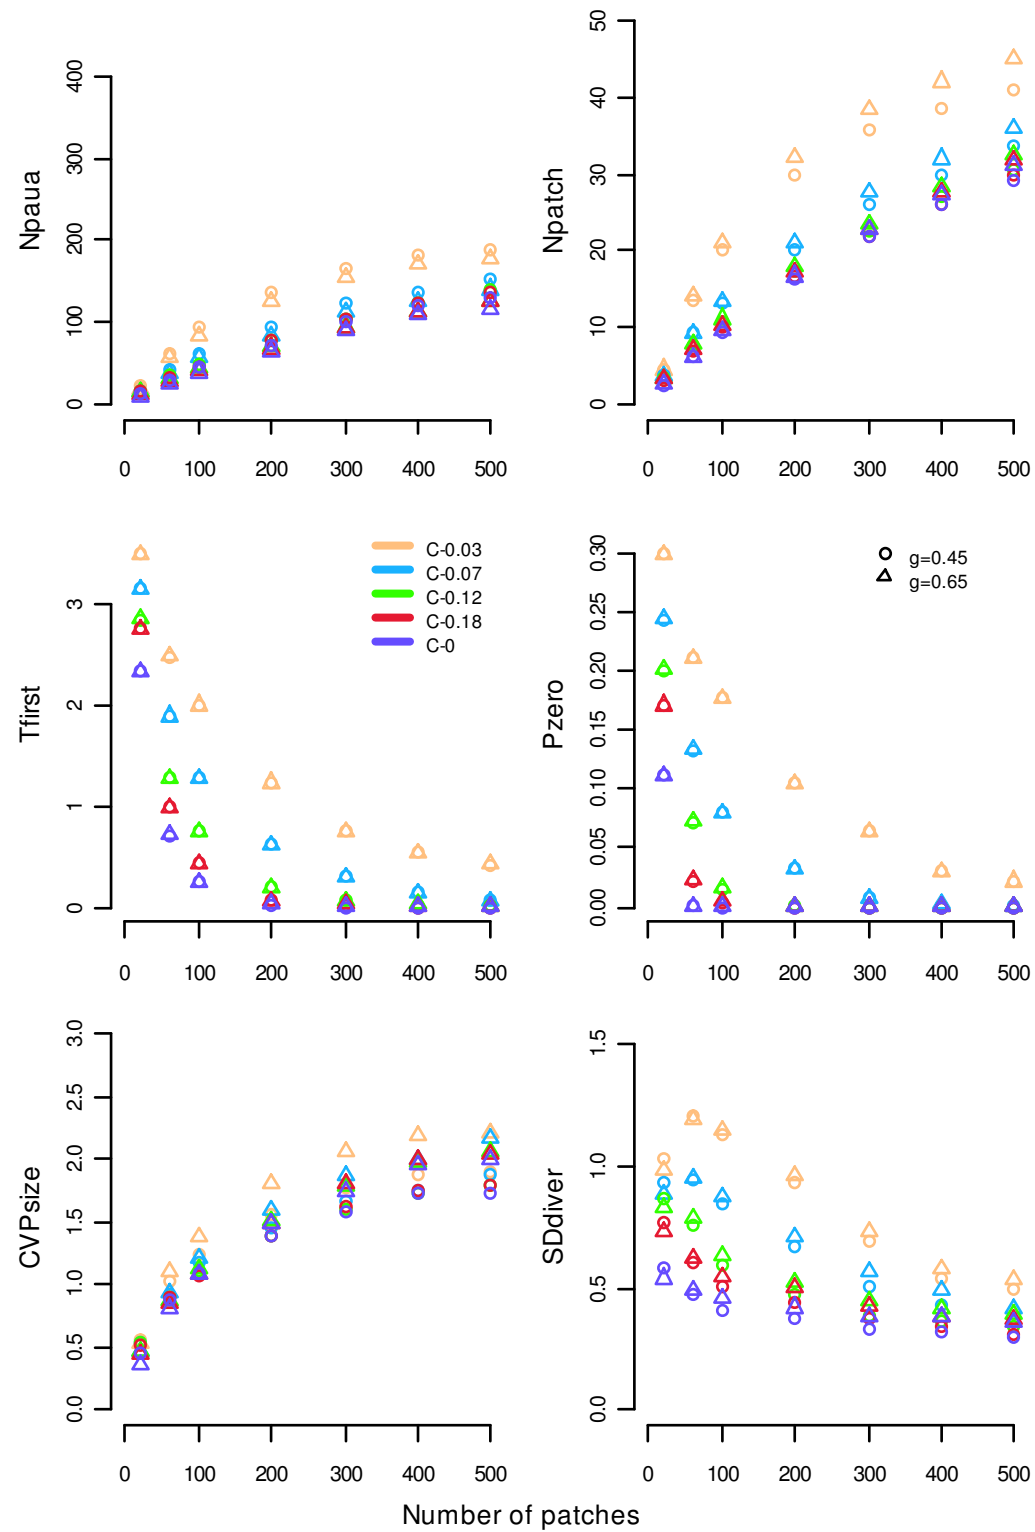 Npaua
400
300
200
100
0
0 100 200 300 400 500
Npatch
50
40
30
20
10
0
0 100 200 300 400 500
Tfirst
3
2
1
0
C-0.03
C-0.07
C-0.12
C-0.18
C-0
0 100 200 300 400 500
Pzero
0.30
0.25
0.20
0.15
0.10
0.05
0.00
g=0.45
g=0.65
0 100 200 300 400 500
CVPsize
3.0
2.5
2.0
1.5
1.0
0.5
0.0
0 100 200 300 400 500
SDdiver
1.5
1.0
0.5
0.0
0 100 200 300 400 500
Number of patches